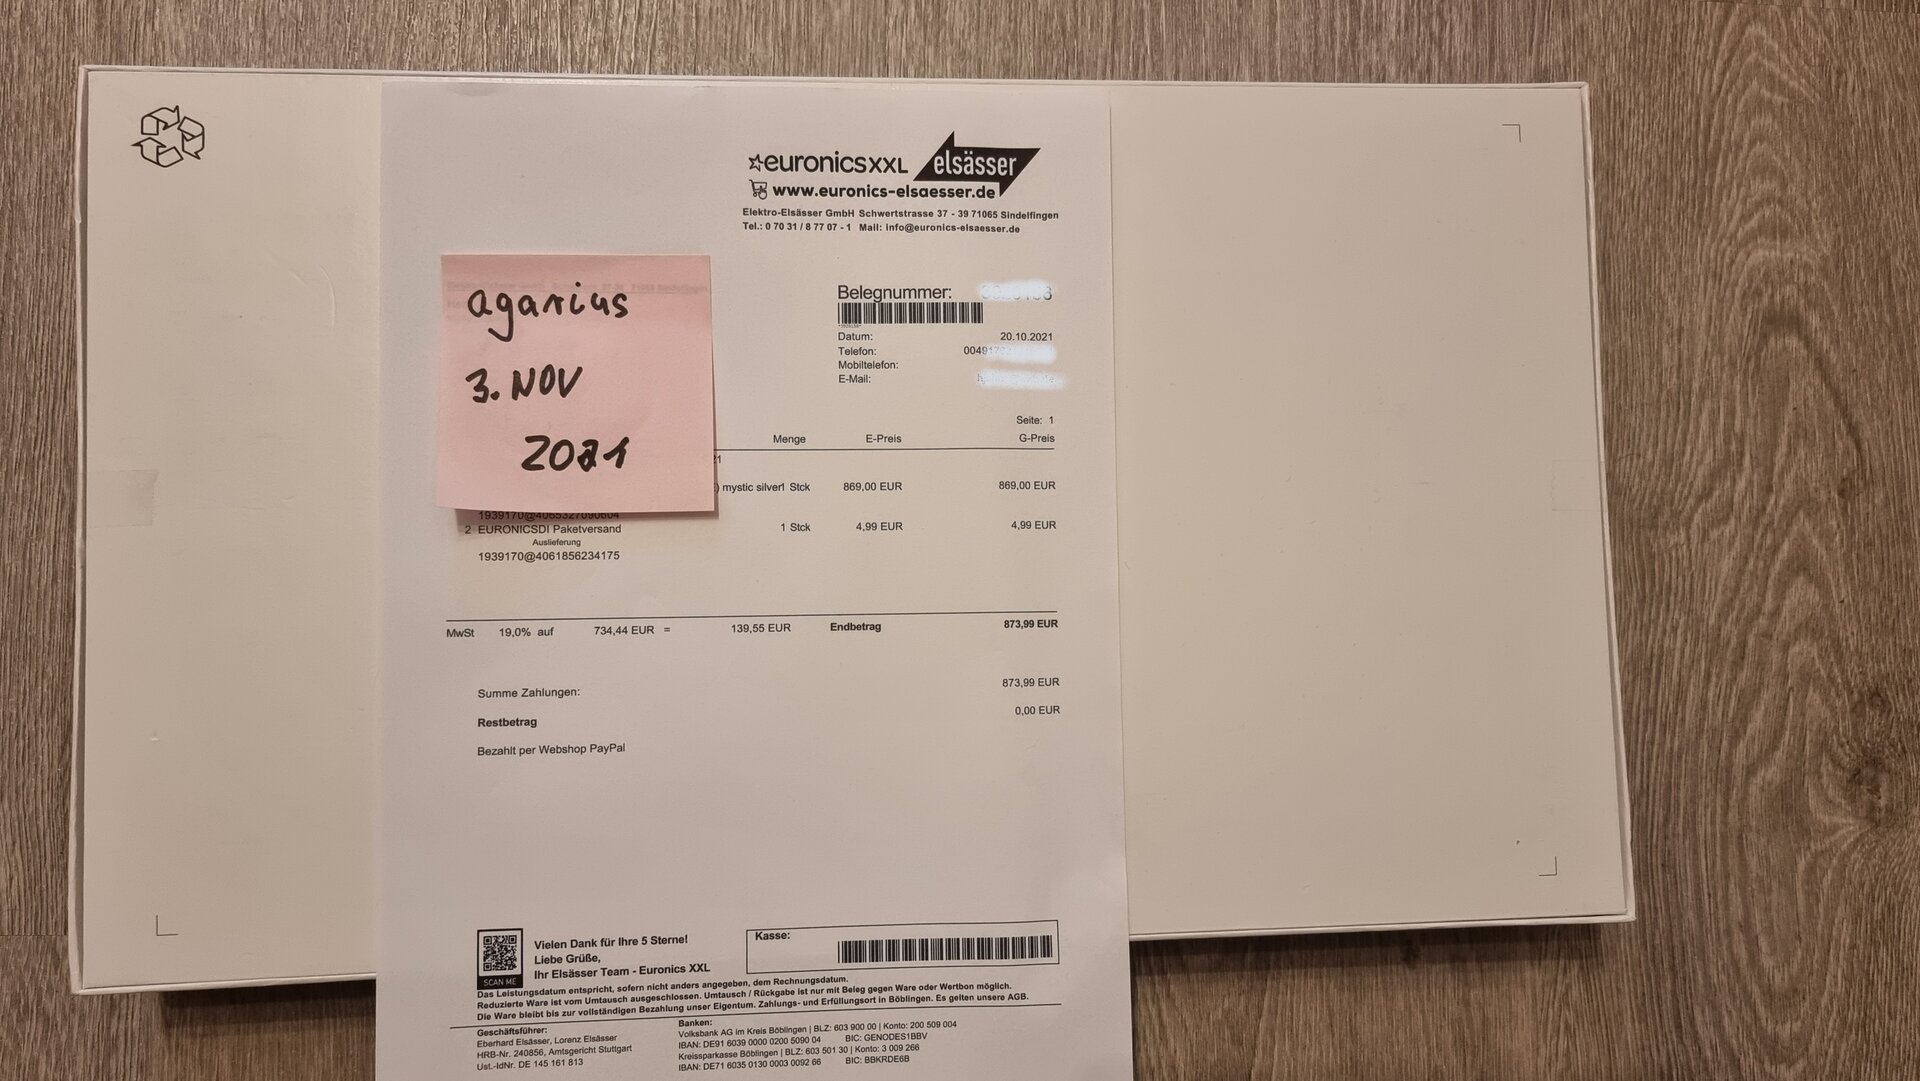 euronicsXXL elsässer
www.euronics-elsaesser.de
Elektro-Elsässer GmbH Schwertstrasse 37 - 39 71065 Sindelfingen
Tel.: 0 70 31 / 8 77 07 - 1 Mail: info@euronics-elsaesser.de
agarius
3. NOV
2021
Belegnummer:
Datum: 20.10.2021
Telefon:
Mobiltelefon:
E-Mail:
Seite: 1
Menge E-Preis G-Preis
mystic silver 1 Stck 869,00 EUR 869,00 EUR
1939170@4065327090604
2 EURONICSDI Paketversand 1 Stck 4,99 EUR 4,99 EUR
Auslieferung
1939170@4061856234175
MwSt 19,0% auf 734,44 EUR = 139,55 EUR Endbetrag 873,99 EUR
Summe Zahlungen: 873,99 EUR
Restbetrag 0,00 EUR
Bezahlt per Webshop PayPal
SCAN ME
Vielen Dank für Ihre 5 Sterne!
Liebe Grüße,
Ihr Elsässer Team - Euronics XXL
Kasse:
Das Leistungsdatum entspricht, sofern nicht anders angegeben, dem Rechnungsdatum.
Reduzierte Ware ist vom Umtausch ausgeschlossen. Umtausch / Rückgabe ist nur mit Beleg gegen Ware oder Wertbon möglich.
Die Ware bleibt bis zur vollständigen Bezahlung unser Eigentum. Zahlungs- und Erfüllungsort in Böblingen. Es gelten unsere AGB.
Geschäftsführer:
Eberhard Elsässer, Lorenz Elsässer
HRB-Nr. 240856, Amtsgericht Stuttgart
Ust.-IdNr. DE 145 161 813
Banken:
Volksbank AG im Kreis Böblingen | BLZ: 603 900 00 | Konto: 200 509 004
IBAN: DE91 6039 0000 0200 5090 04 BIC: GENODES1BBV
Kreissparkasse Böblingen | BLZ: 603 501 30 | Konto: 3 009 266
IBAN: DE71 6035 0130 0003 0092 66 BIC: BBKRDE6B